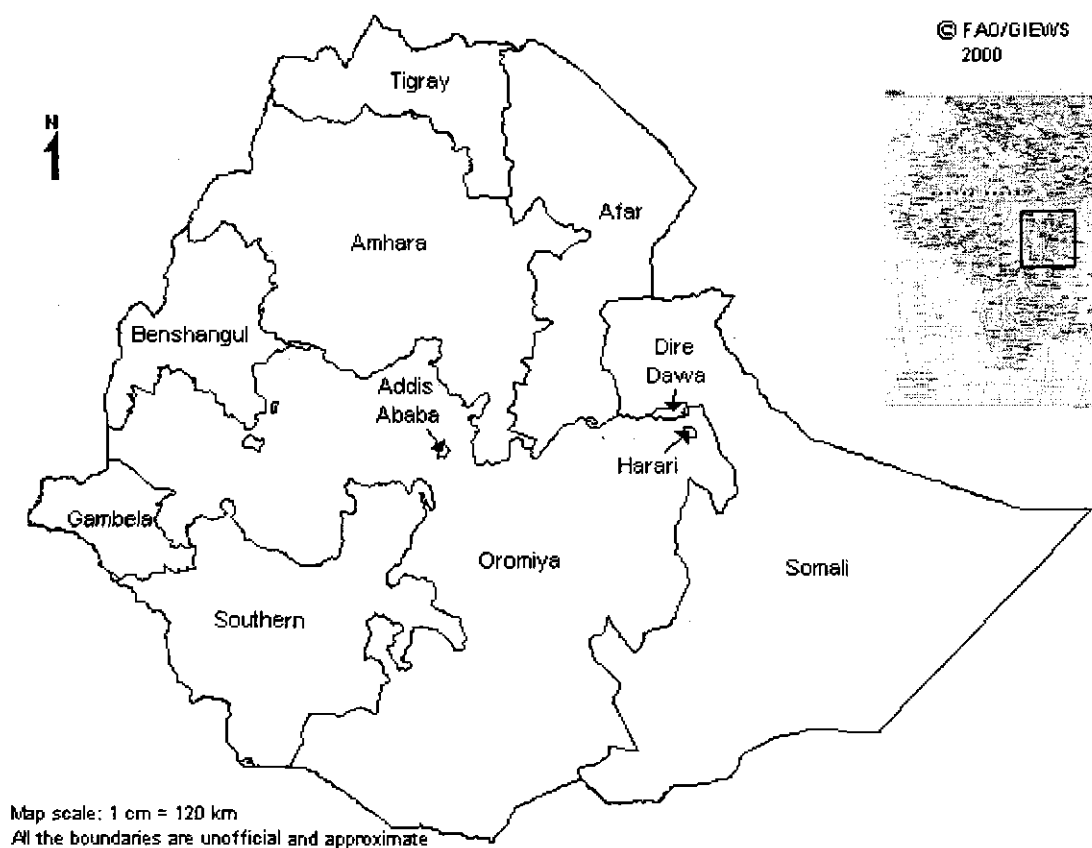 © FAO/GIEWS
2000
N
Tigray
Afar
Amhara
Benshangul
Dire
Dawa
Addis
Ababa
Harari
Gambela
Oromiya
Somali
Southern
Map scale: 1 cm = 120 km
All the boundaries are unofficial and approximate